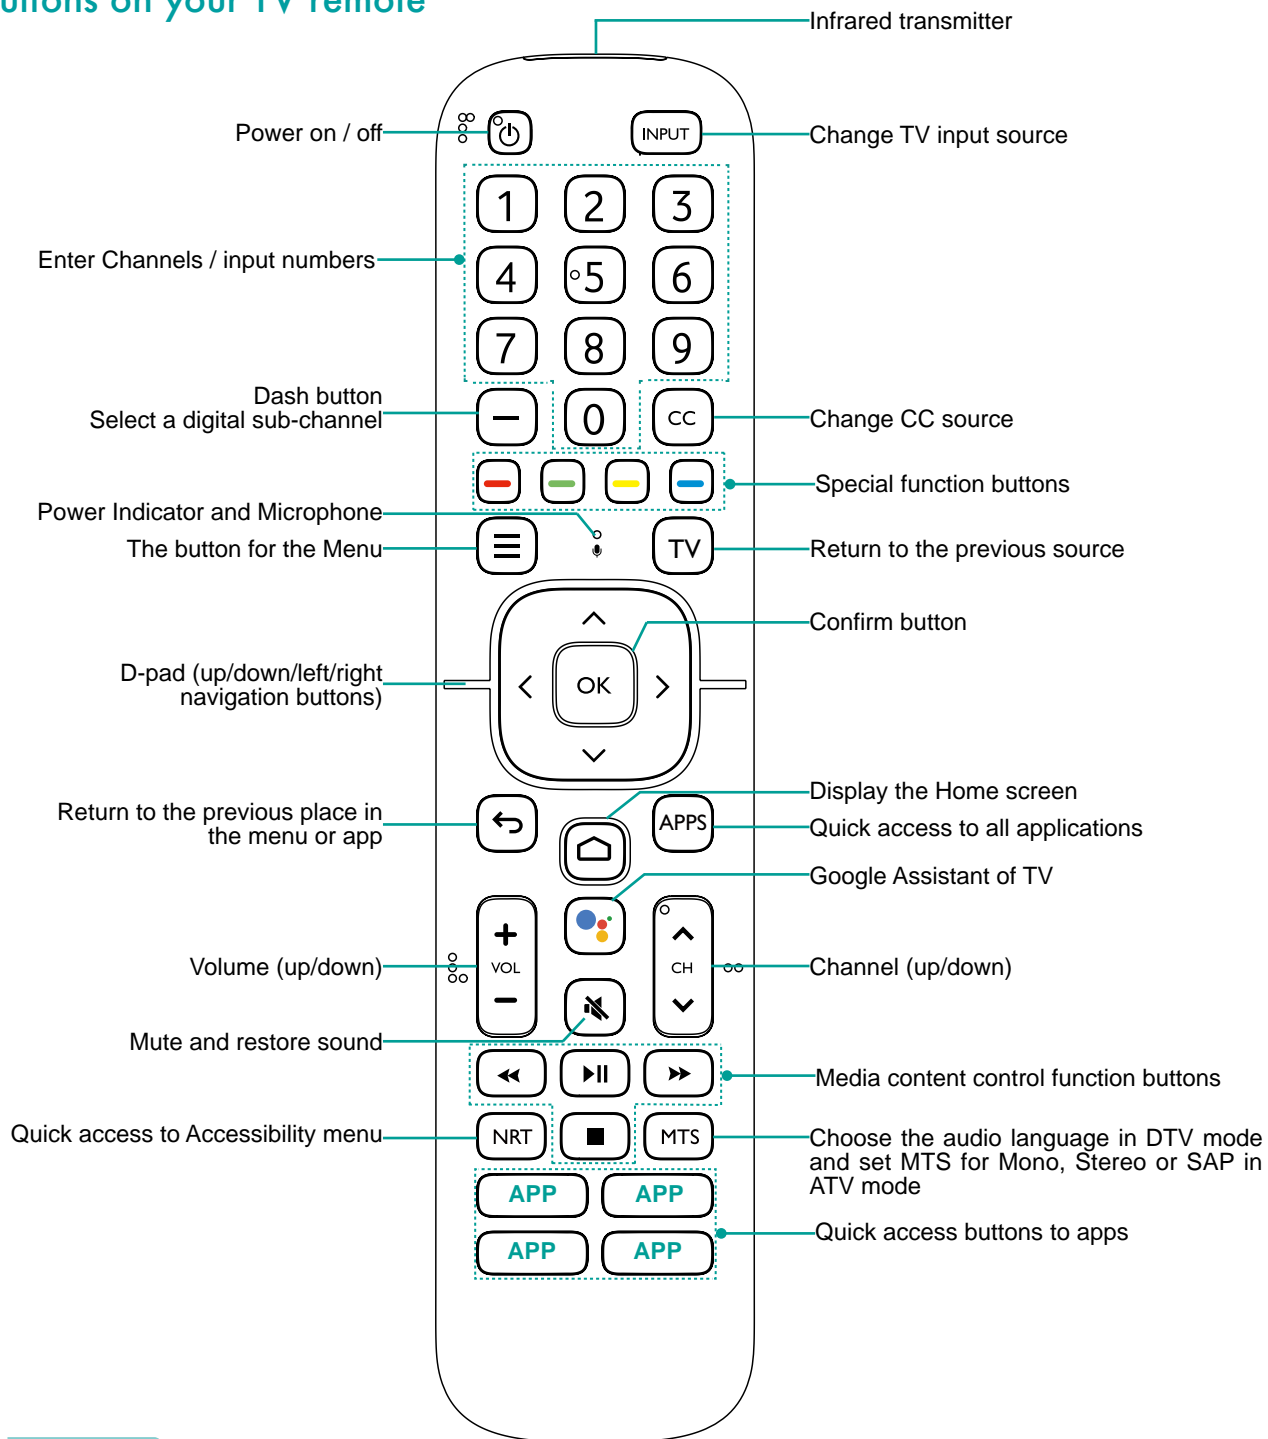 uttons on your TV remote
Infrared transmitter
Power on / off
INPUT
Change TV input source
1 2 3
Enter Channels / input numbers
4 5 6
7 8 9
Dash button
Select a digital sub-channel
0
CC
Change CC source
Special function buttons
Power Indicator and Microphone
The button for the Menu
TV
Return to the previous source
Confirm button
D-pad (up/down/left/right
navigation buttons)
OK
Display the Home screen
Return to the previous place in
the menu or app
APPS
Quick access to all applications
Google Assistant of TV
Volume (up/down)
VOL
CH
Channel (up/down)
Mute and restore sound
Media content control function buttons
Quick access to Accessibility menu
NRT
MTS
Choose the audio language in DTV mode
and set MTS for Mono, Stereo or SAP in
ATV mode
APP APP
Quick access buttons to apps
APP APP